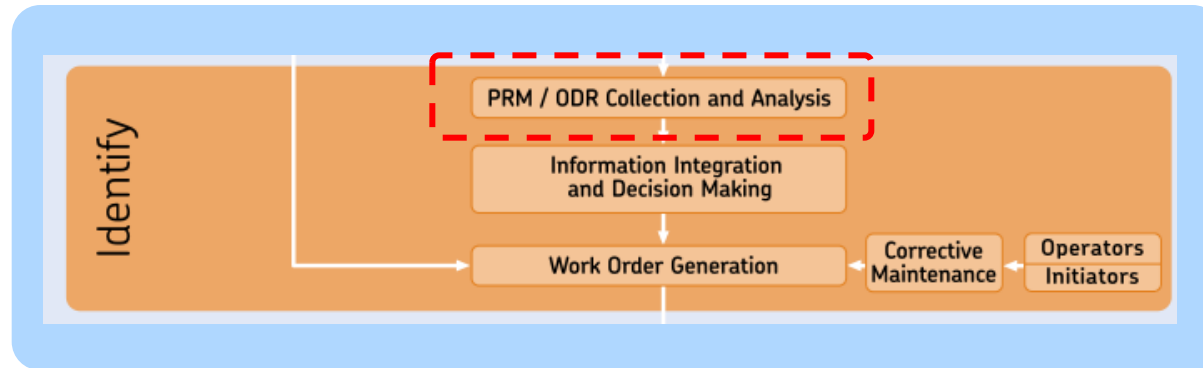 Identify
PRM / ODR Collection and Analysis
Information Integration
and Decision Making
Work Order Generation
Corrective
Maintenance
Operators
Initiators